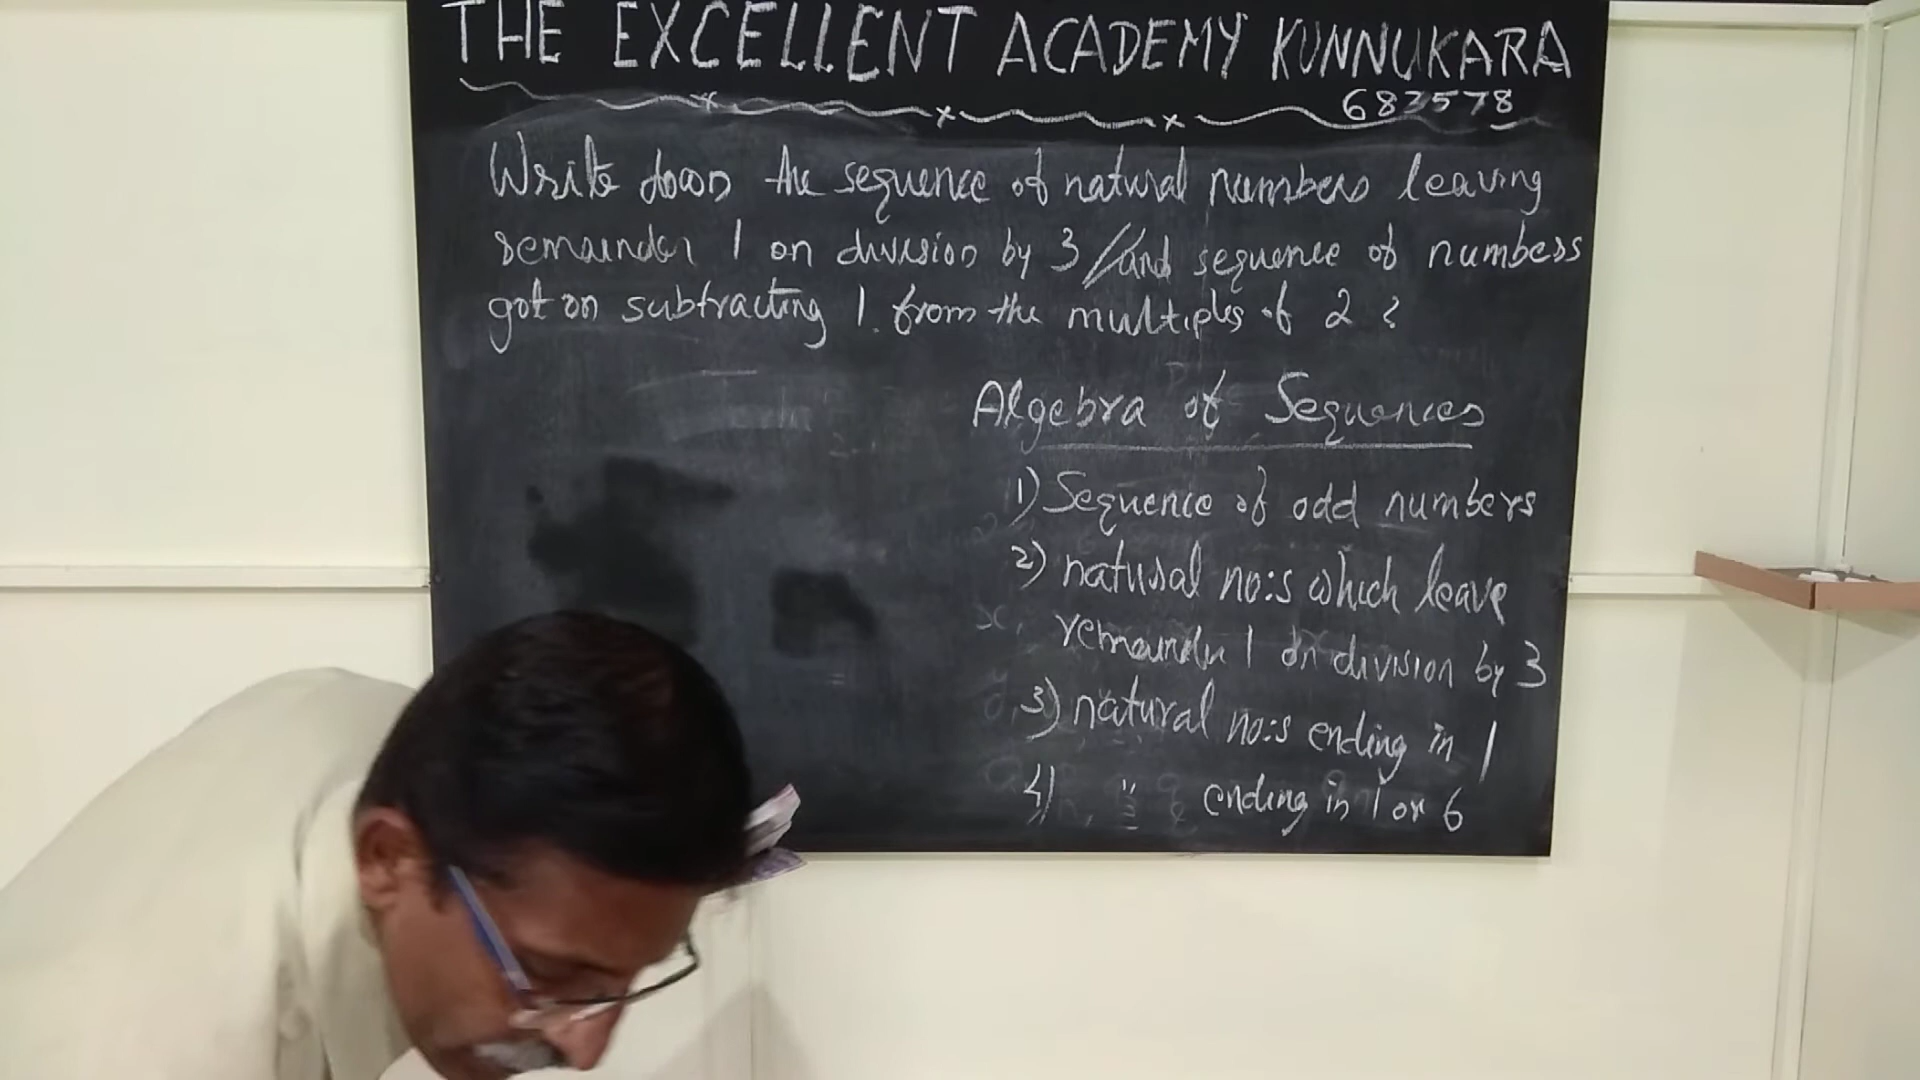 THE EXCELLENT ACADEMY KUNNUKARA
683578
Write down the sequence of natural numbers leaving
remainder 1 on division by 3 / and sequence of numbers
got on subtracting 1 from the multiples of 2 ?
Algebra of Sequences
1) Sequence of odd numbers
2) natural no:s which leave
remainder 1 on division by 3
3) natural no:s ending in 1
4) " ending in 1 or 6